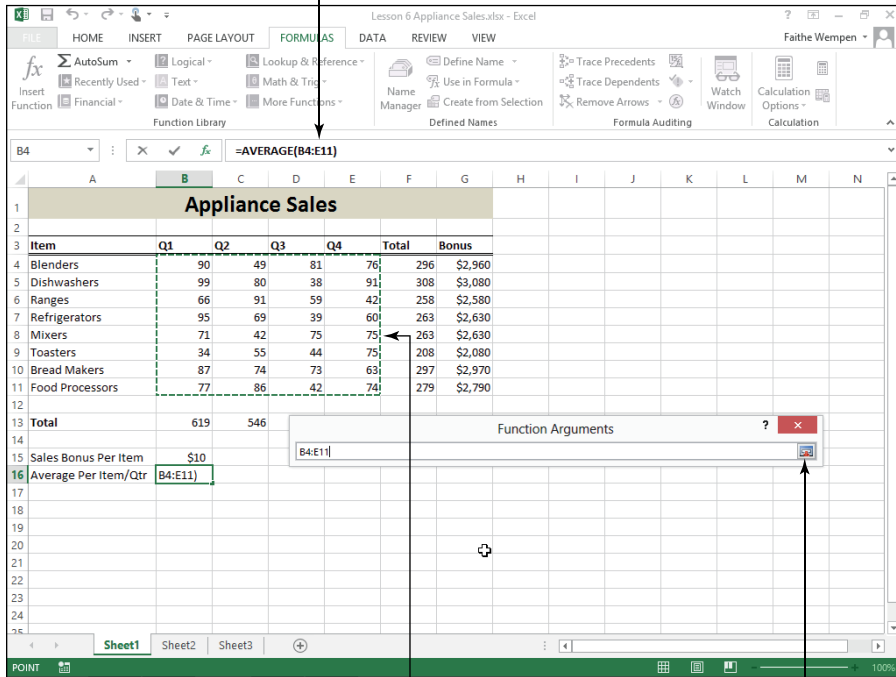 Lesson 6 Appliance Sales.xlsx - Excel
FILE HOME INSERT PAGE LAYOUT FORMULAS DATA REVIEW VIEW Faithe Wempen
Insert Function
AutoSum
Recently Used
Financial
Logical
Text
Date & Time
Lookup & Reference
Math & Trig
More Functions
Function Library
Name Manager
Define Name
Use in Formula
Create from Selection
Defined Names
Trace Precedents
Trace Dependents
Remove Arrows
Formula Auditing
Watch Window
Calculation Options
Calculation
B4 fx =AVERAGE(B4:E11)
A B C D E F G H I J K L M N
1 Appliance Sales
2
3 Item Q1 Q2 Q3 Q4 Total Bonus
4 Blenders 90 49 81 76 296 $2,960
5 Dishwashers 99 80 38 91 308 $3,080
6 Ranges 66 91 59 42 258 $2,580
7 Refrigerators 95 69 39 60 263 $2,630
8 Mixers 71 42 75 75 263 $2,630
9 Toasters 34 55 44 75 208 $2,080
10 Bread Makers 87 74 73 63 297 $2,970
11 Food Processors 77 86 42 74 279 $2,790
12
13 Total 619 546
Function Arguments ?
B4:E11
14
15 Sales Bonus Per Item $10
16 Average Per Item/Qtr B4:E11)
17
18
19
20
21
22
23
24
25
Sheet1 Sheet2 Sheet3
POINT 100%